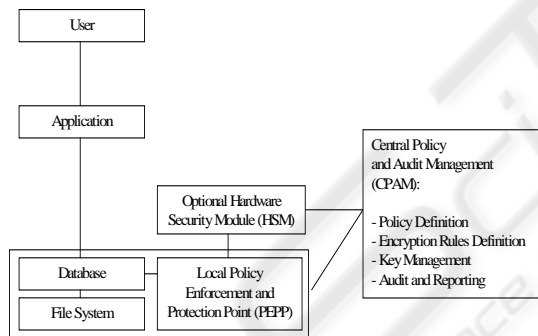 User
Application
Central Policy
and Audit Management
(CPAM):
- Policy Definition
- Encryption Rules Definition
- Key Management
- Audit and Reporting
Optional Hardware
Security Module (HSM)
Database
Local Policy
Enforcement and
Protection Point (PEPP)
File System